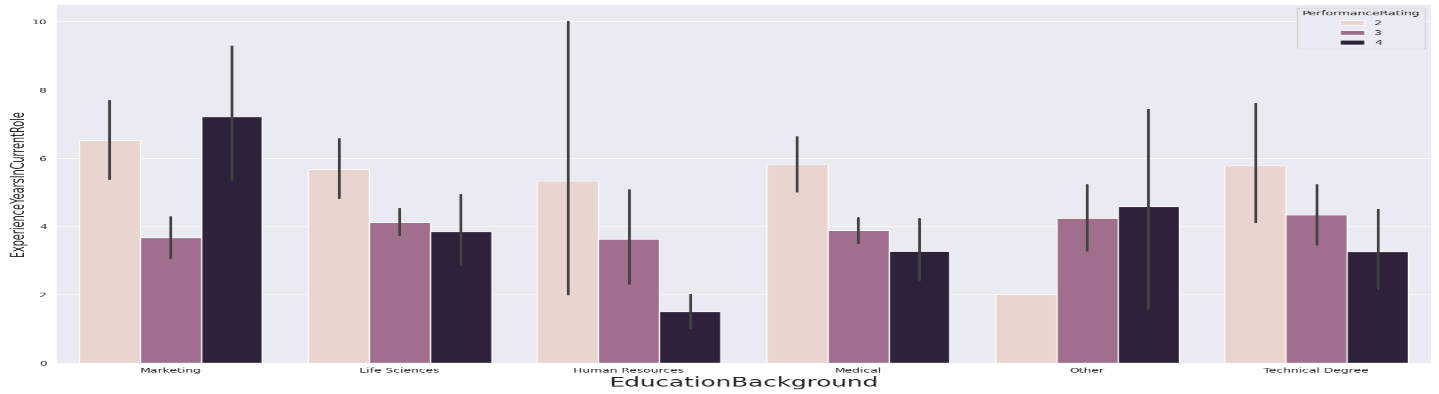 PerformanceRating
2
3
4
ExperienceYearsInCurrentRole
10
8
6
4
2
0
Marketing
Life Sciences
Human Resources
Medical
Other
Technical Degree
EducationBackground